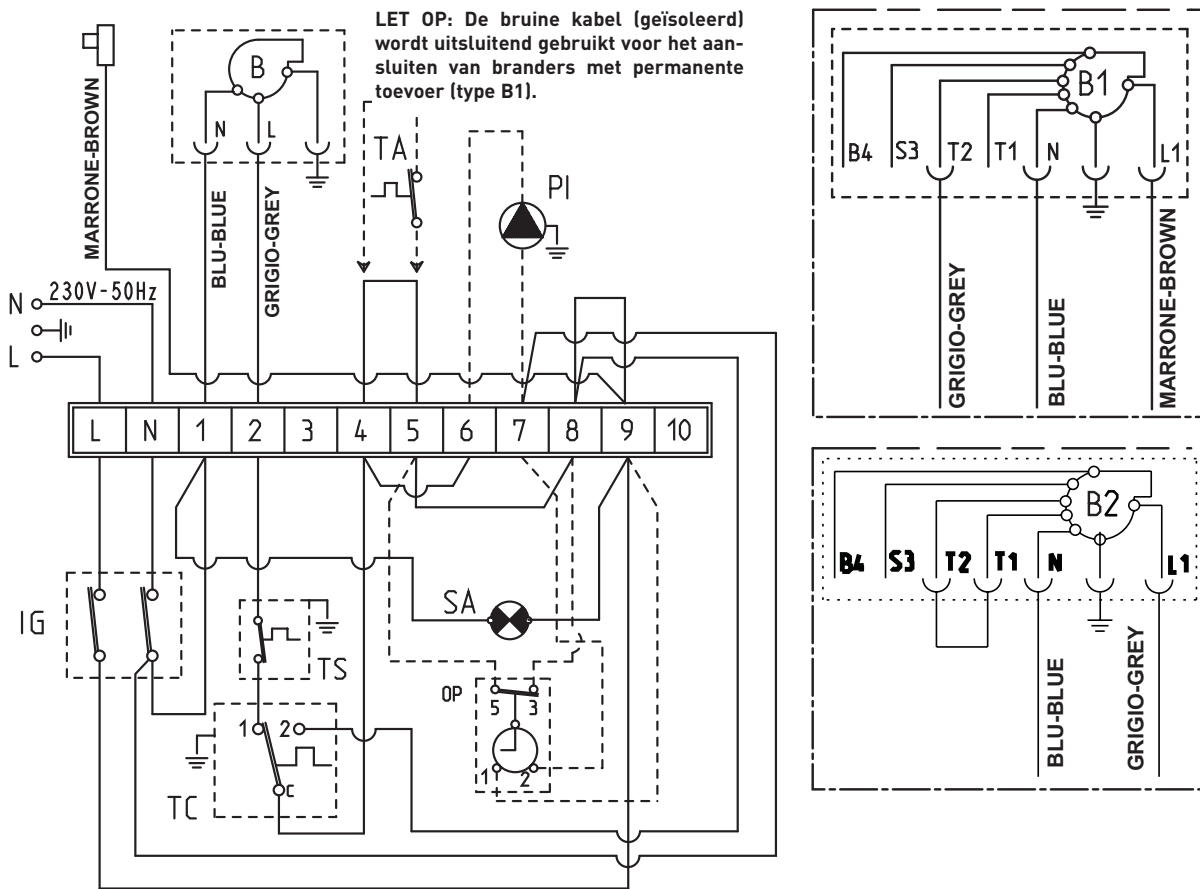 LET OP: De bruine kabel (geïsoleerd)
wordt uitsluitend gebruikt voor het aan-
sluiten van branders met permanente
toevoer (type B1).
MARRONE-BROWN
B
N L
BLU-BLUE
GRIGIO-GREY
TA
PI
N 230V-50Hz
L
L N 1 2 3 4 5 6 7 8 9 10
IG
TS
SA
OP
5 3
1 2
1 2
C
TC
B1
B4 S3 T2 T1 N L1
GRIGIO-GREY
BLU-BLUE
MARRONE-BROWN
B2
B4 S3 T2 T1 N L1
BLU-BLUE
GRIGIO-GREY